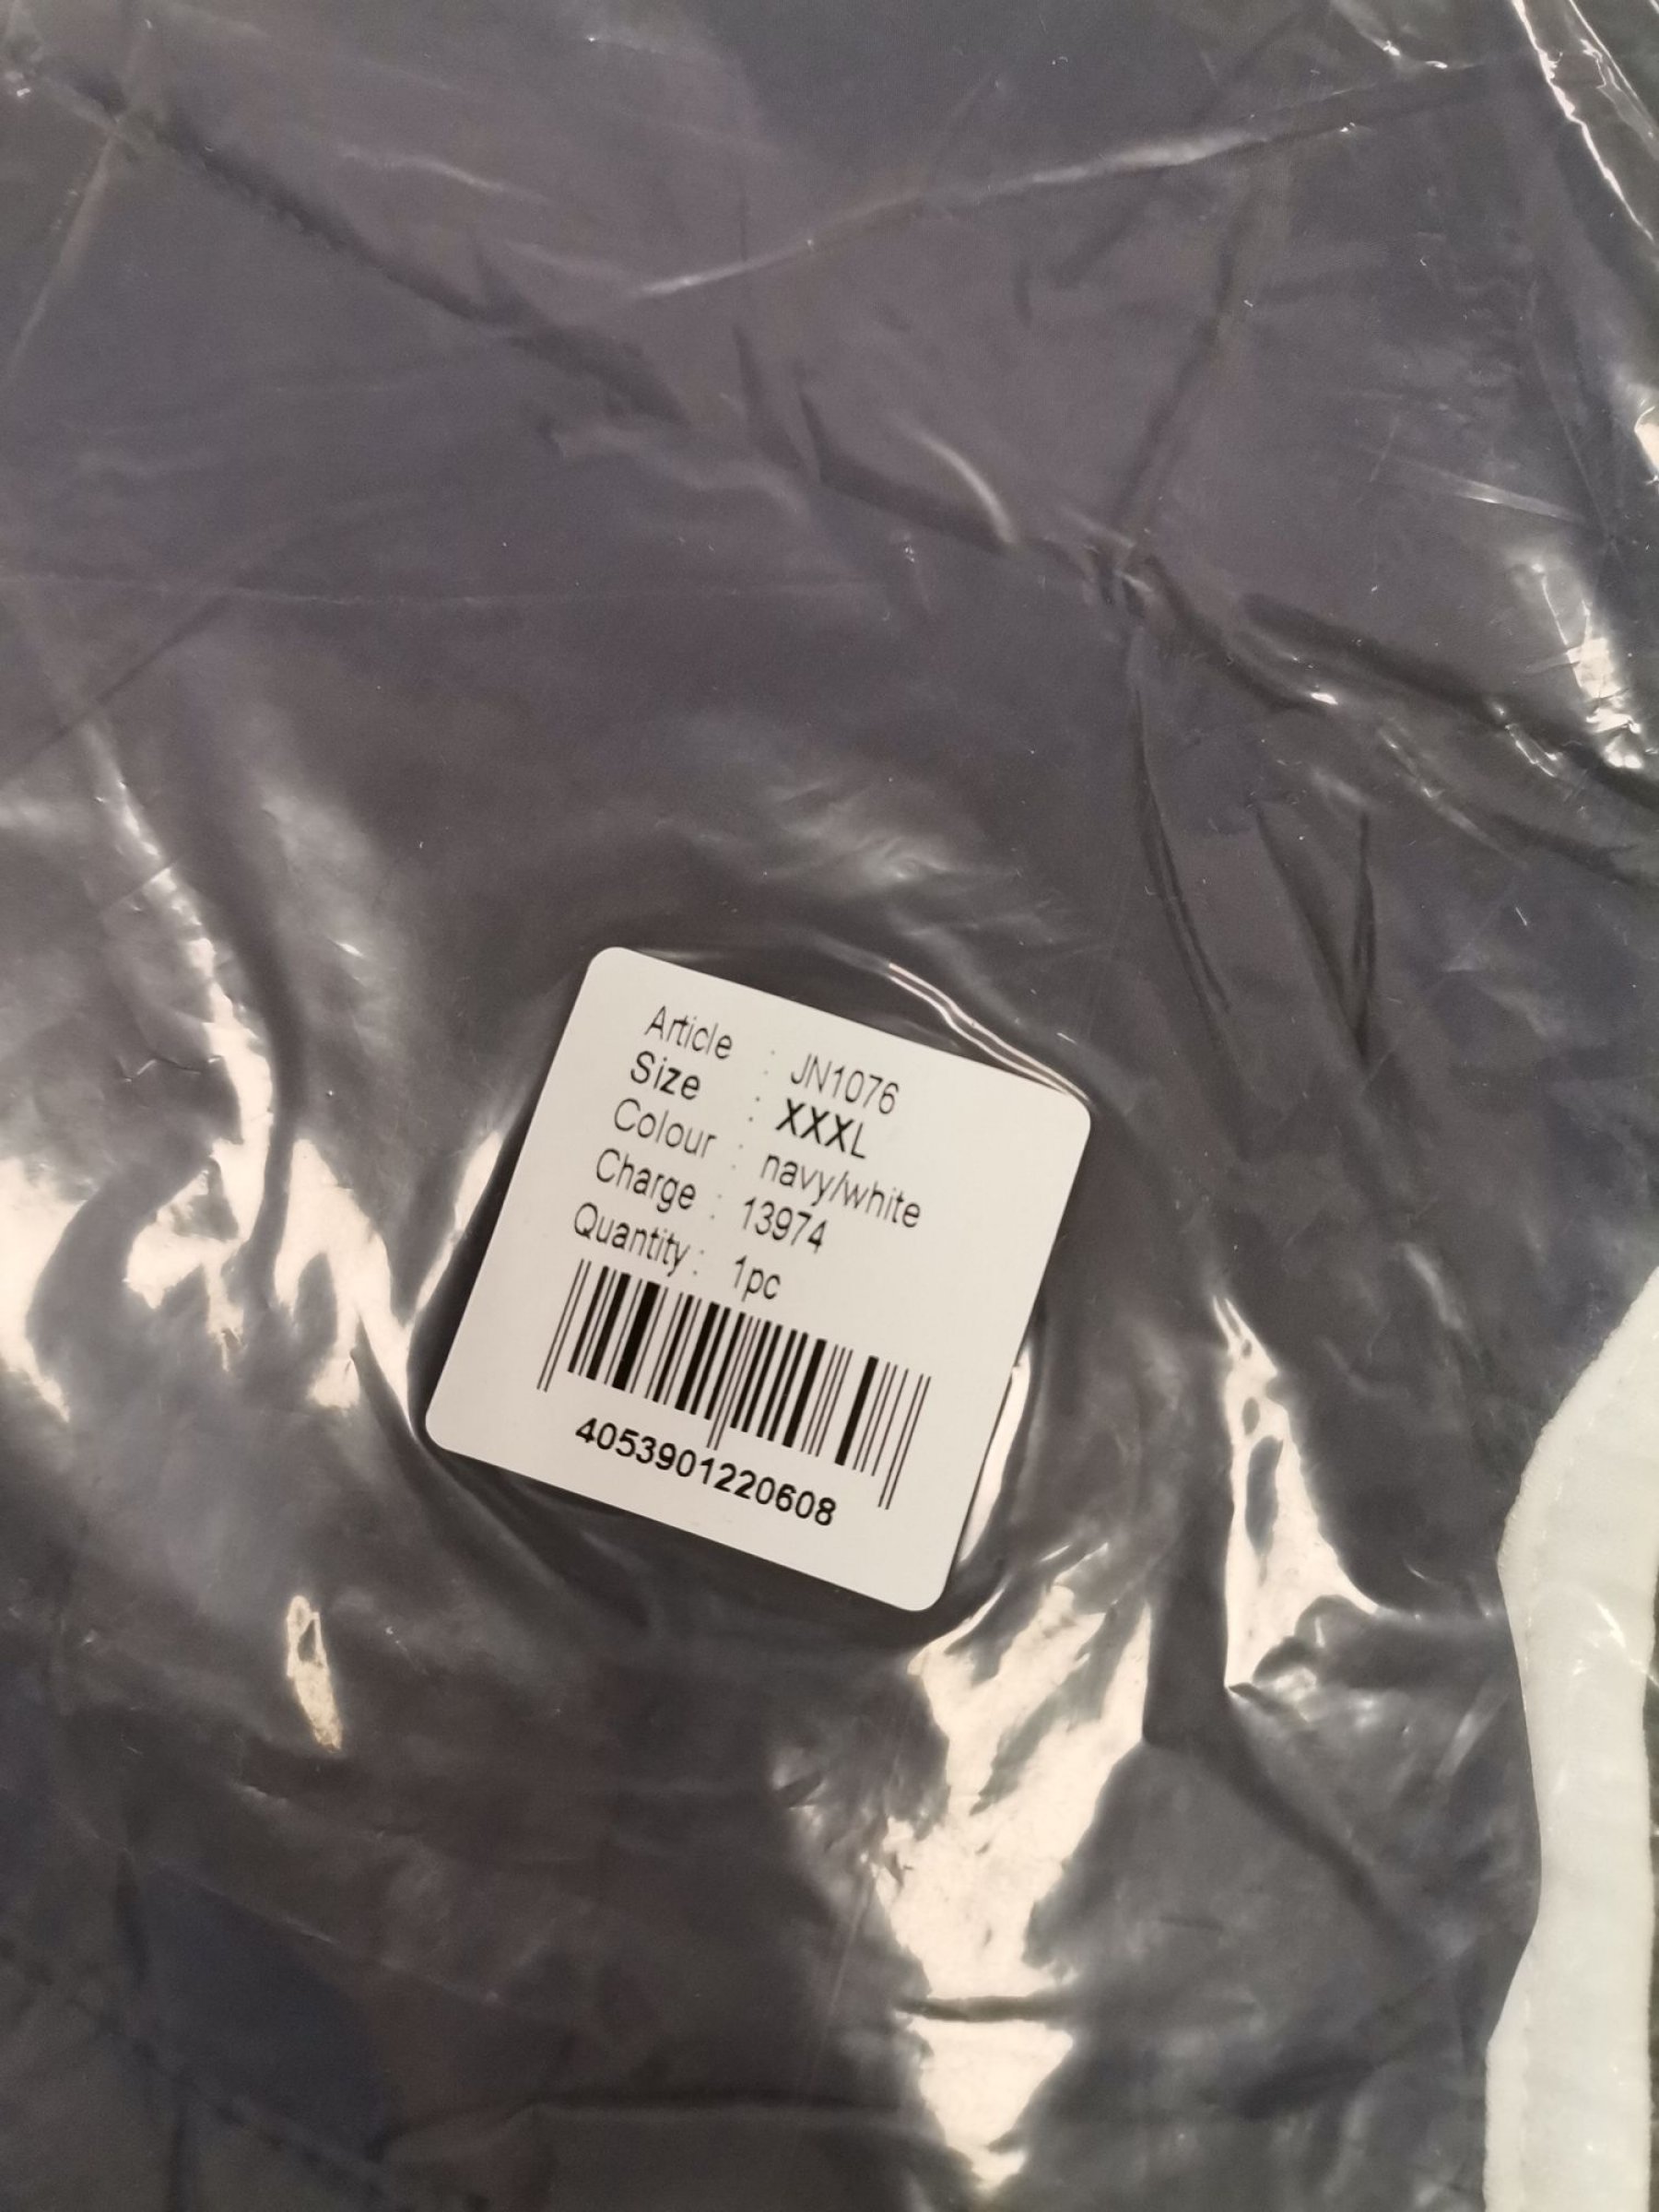 Article : JN1076
Size : XXXL
Colour : navy/white
Charge : 13974
Quantity : 1pc
4053901220608